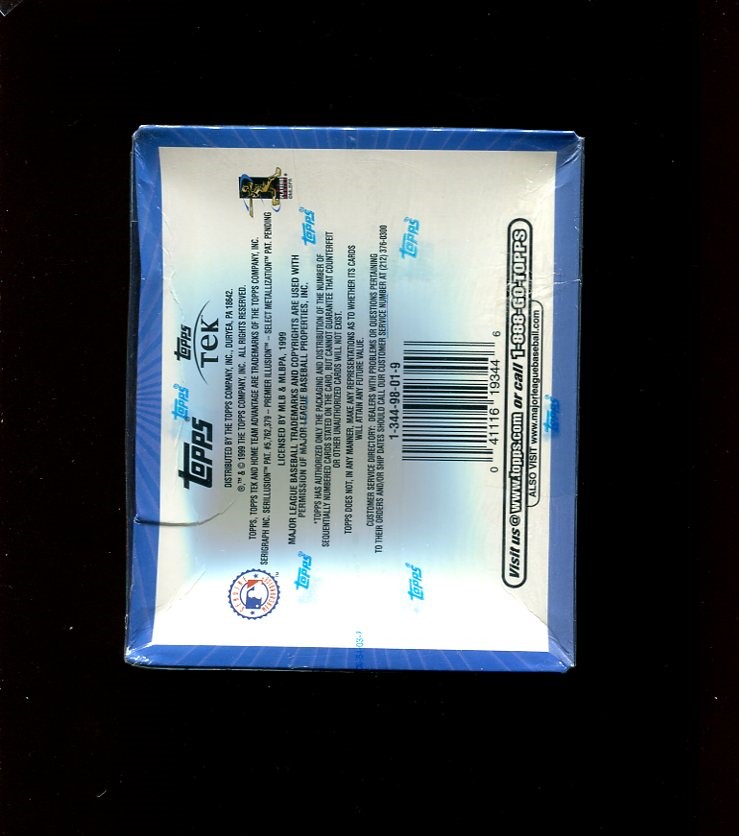 topps
topps
TEK
DISTRIBUTED BY THE TOPPS COMPANY, INC., DURYEA, PA 18642.
®,™ & © 1999 THE TOPPS COMPANY, INC. ALL RIGHTS RESERVED.
TOPPS, TOPPS TEK AND HOME TEAM ADVANTAGE ARE TRADEMARKS OF THE TOPPS COMPANY, INC.
SERIGRAPH INC. SERILLUSION™ PAT. #5,762,379 – PREMIER ILLUSION™ – SELECT METALLIZATION™ PAT. PENDING
LICENSED BY MLB & MLBPA, 1999
MAJOR LEAGUE BASEBALL TRADEMARKS AND COPYRIGHTS ARE USED WITH
PERMISSION OF MAJOR LEAGUE BASEBALL PROPERTIES, INC.
*TOPPS HAS AUTHORIZED ONLY THE PACKAGING AND DISTRIBUTION OF THE NUMBER OF
SEQUENTIALLY NUMBERED CARDS STATED ON THE CARD, BUT CANNOT GUARANTEE THAT COUNTERFEIT
OR OTHER UNAUTHORIZED CARDS WILL NOT EXIST.
TOPPS DOES NOT, IN ANY MANNER, MAKE ANY REPRESENTATIONS AS TO WHETHER ITS CARDS
WILL ATTAIN ANY FUTURE VALUE.
CUSTOMER SERVICE DIRECTORY: DEALERS WITH PROBLEMS OR QUESTIONS PERTAINING
TO THEIR ORDERS AND/OR SHIP DATES SHOULD CALL OUR CUSTOMER SERVICE NUMBER AT (212) 376-0300
1-344-98-01-9
0 41116 19344 6
Visit us @ www.topps.com or call 1-888-GO-TOPPS
ALSO VISIT www.majorleaguebaseball.com
topps
topps
topps
topps
topps
topps